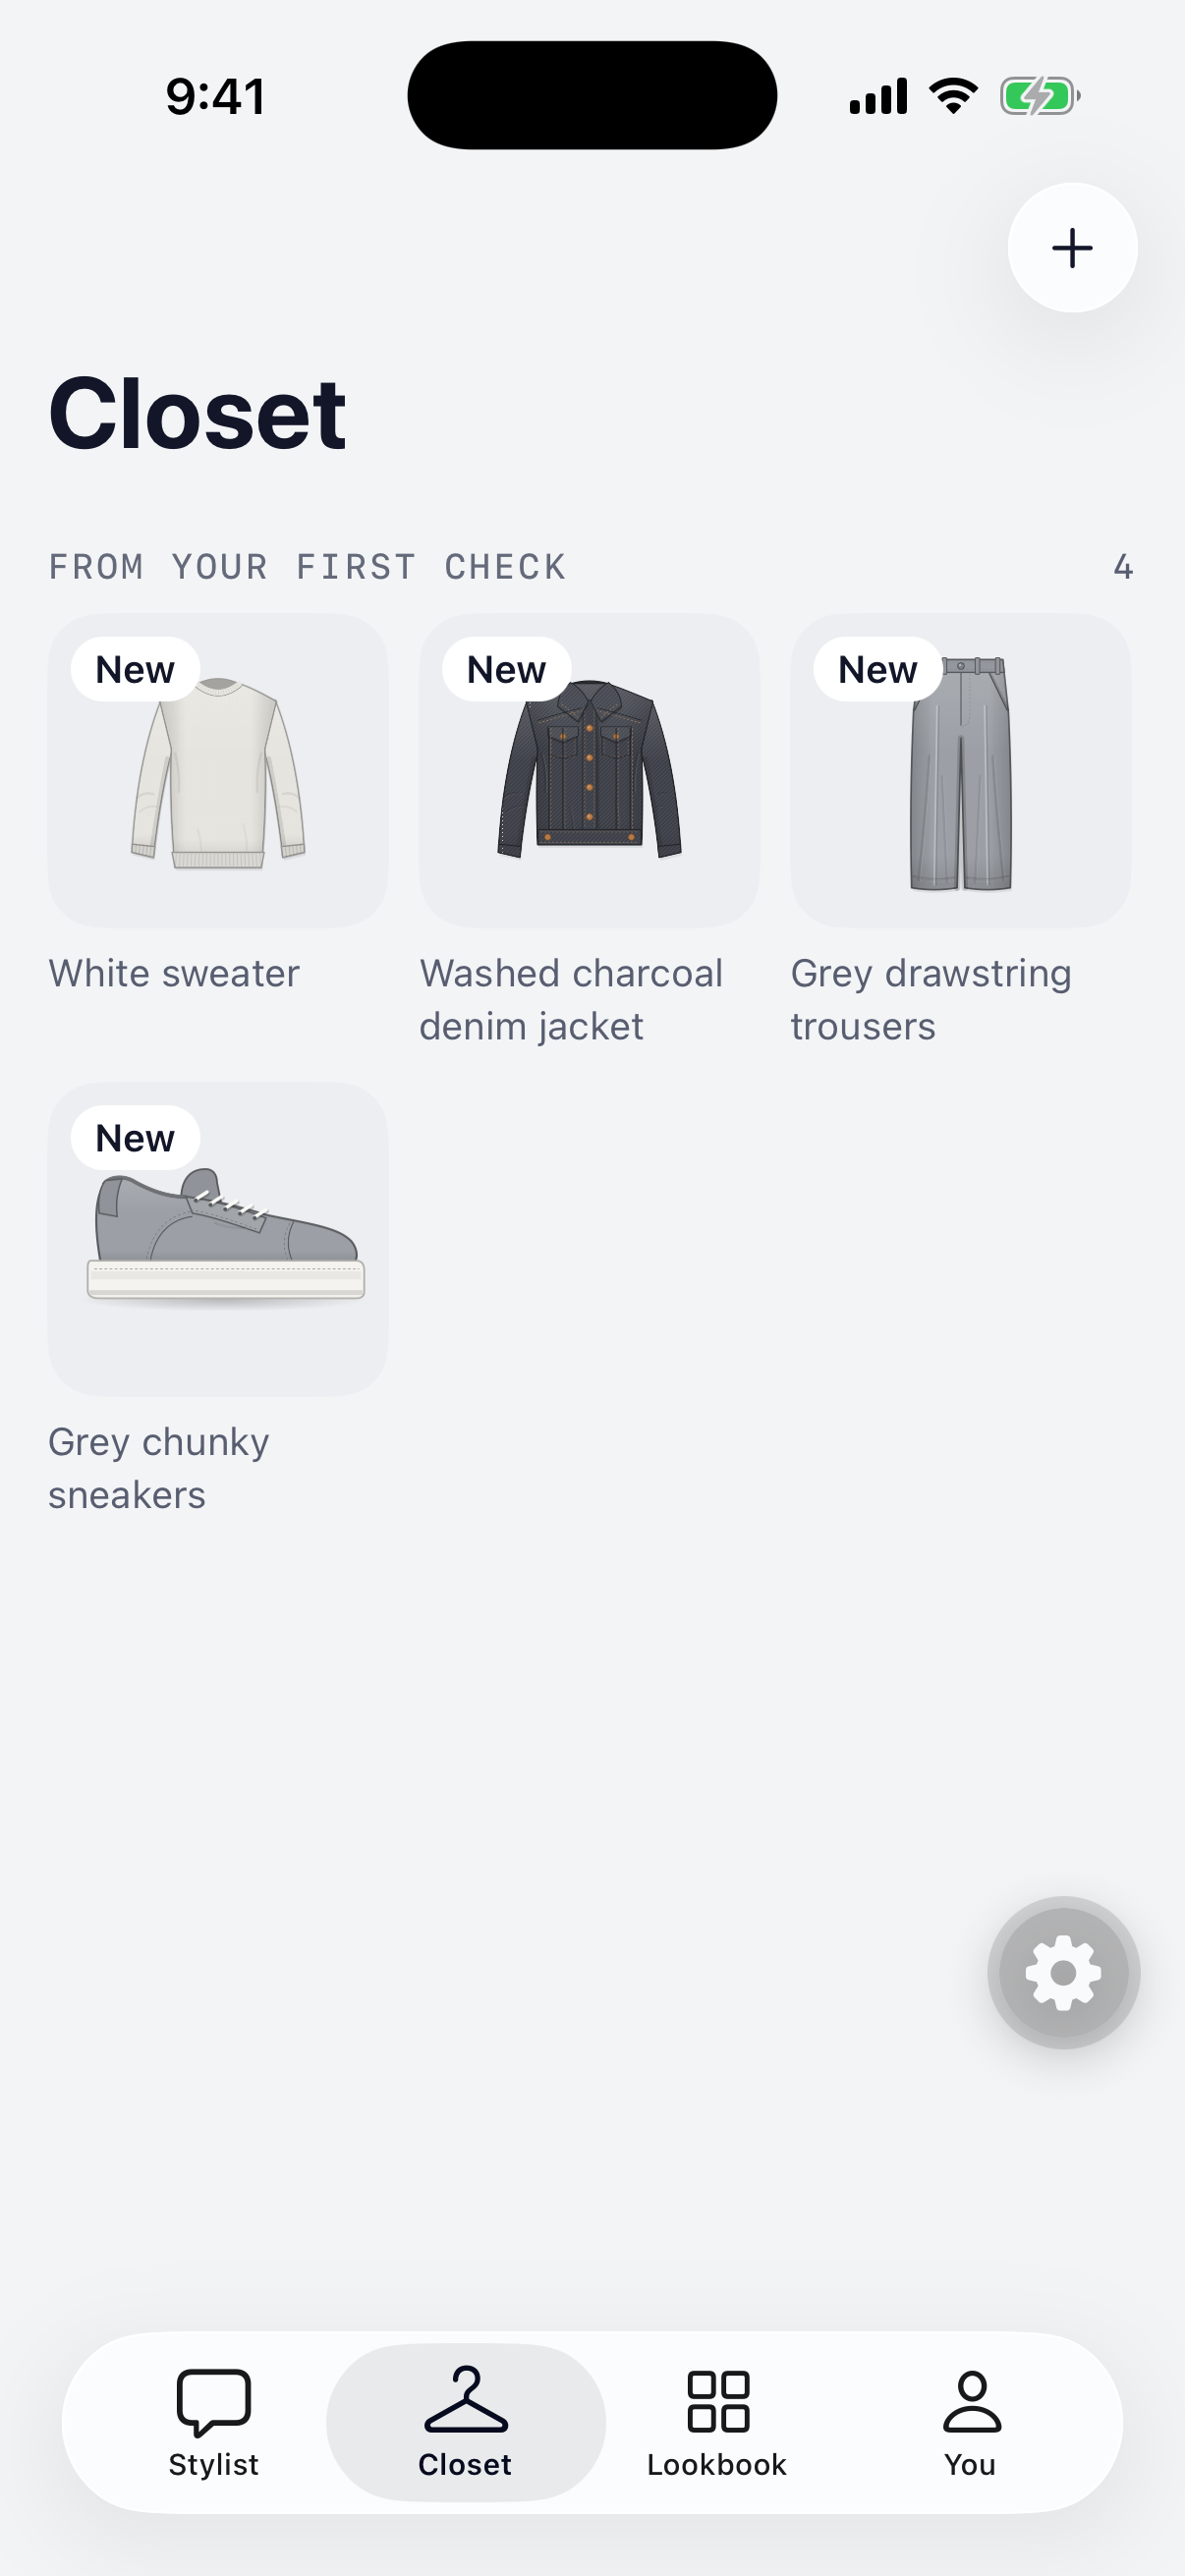 9:41
Closet
FROM YOUR FIRST CHECK 4
New
New
New
White sweater
Washed charcoal
denim jacket
Grey drawstring
trousers
New
Grey chunky
sneakers
Stylist
Closet
Lookbook
You